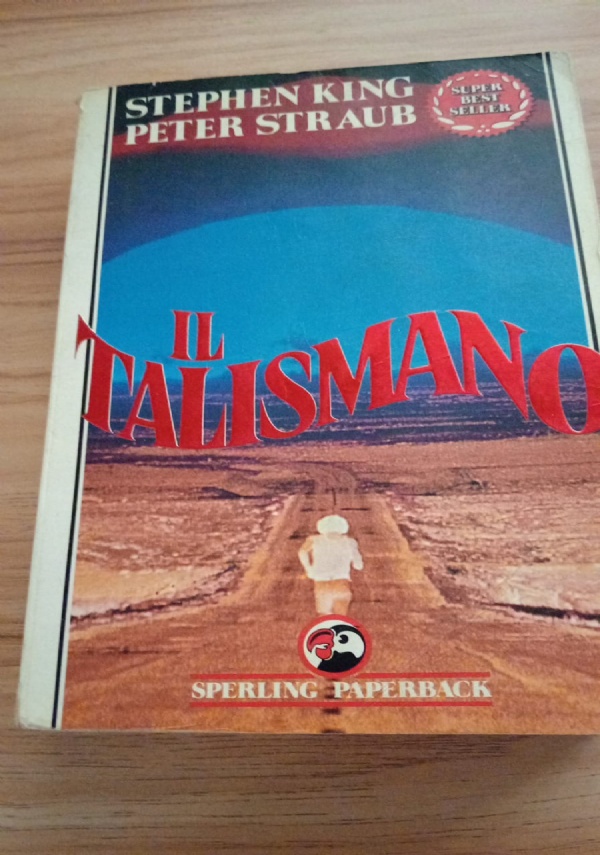 STEPHEN KING
PETER STRAUB
SUPER
BEST
SELLER
IL
TALISMANO
SPERLING PAPERBACK